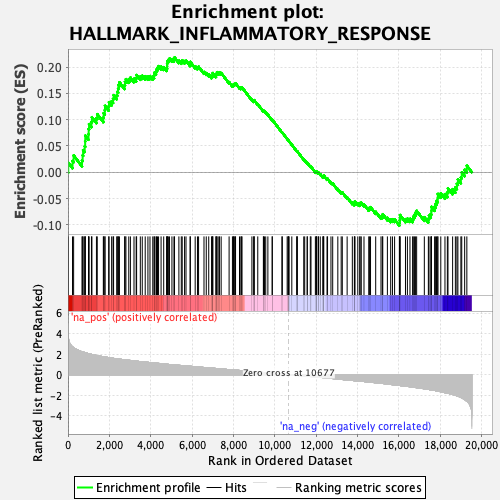 Enrichment plot:
HALLMARK_INFLAMMATORY_RESPONSE
Enrichment score (ES)
0.20
0.15
0.10
0.05
0.00
-0.05
-0.10
'na_pos' (positively correlated)
Ranked list metric (PreRanked)
6
4
2
0
-2
-4
Zero cross at 10677
'na_neg' (negatively correlated)
0
2,000
4,000
6,000
8,000
10,000
12,000
14,000
16,000
18,000
20,000
Rank in Ordered Dataset
Enrichment profile
Hits
Ranking metric scores